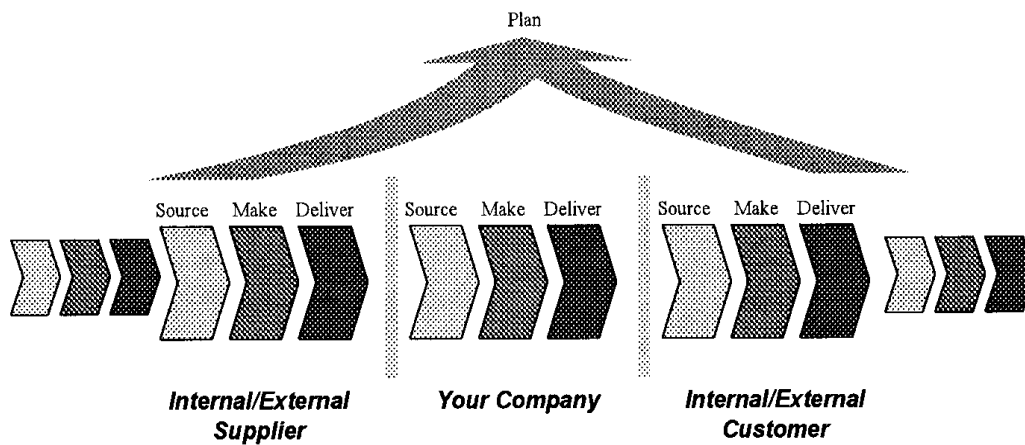 Plan
Source Make Deliver Source Make Deliver Source Make Deliver
Internal/External Supplier
Your Company
Internal/External Customer